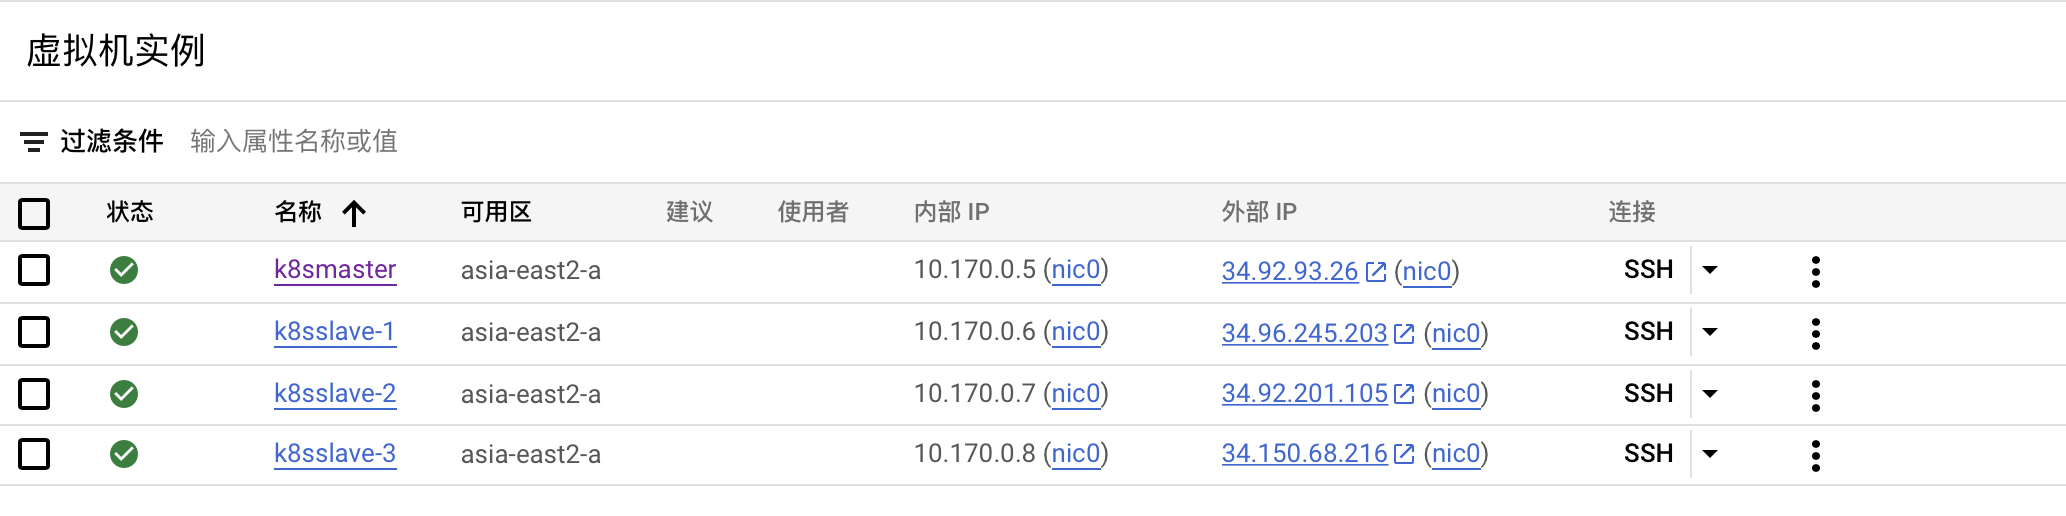 虚拟机实例
过滤条件 输入属性名称或值
状态 名称 可用区 建议 使用者 内部 IP 外部 IP 连接
k8smaster asia-east2-a 10.170.0.5 (nic0) 34.92.93.26 (nic0) SSH
k8sslave-1 asia-east2-a 10.170.0.6 (nic0) 34.96.245.203 (nic0) SSH
k8sslave-2 asia-east2-a 10.170.0.7 (nic0) 34.92.201.105 (nic0) SSH
k8sslave-3 asia-east2-a 10.170.0.8 (nic0) 34.150.68.216 (nic0) SSH